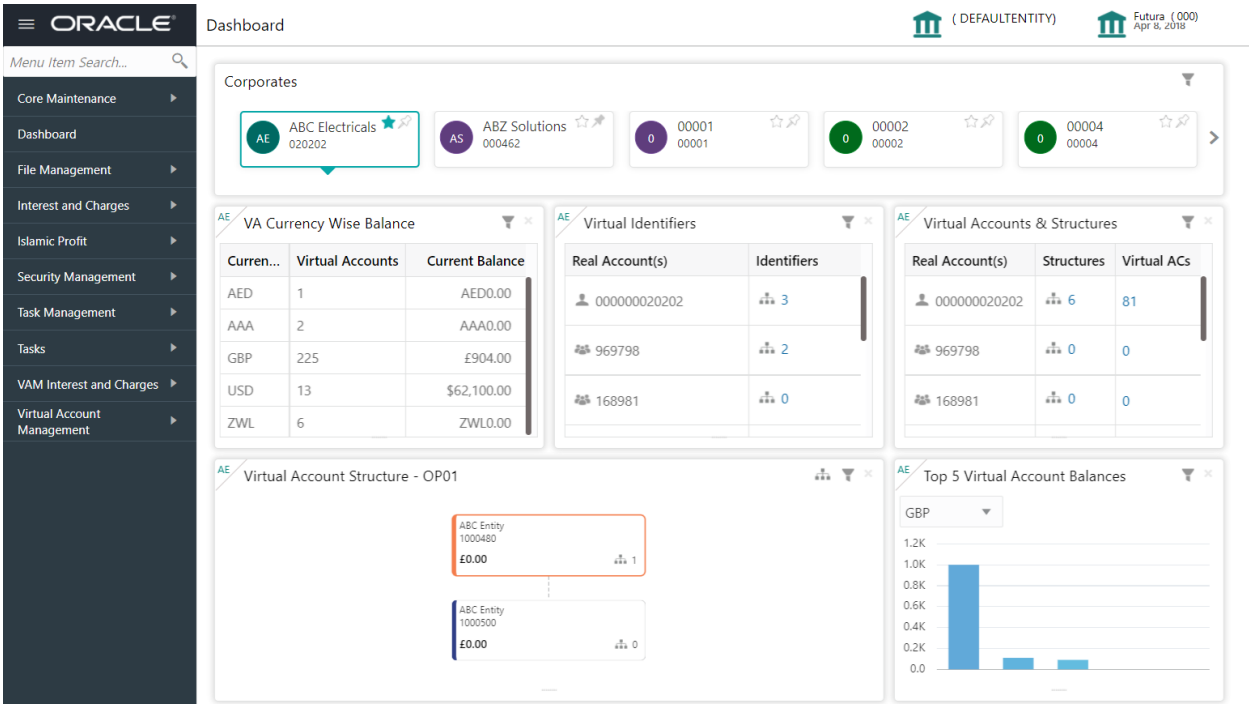 ORACLE®
Dashboard
( DEFAULTENTITY)
Futura ( 000)
Apr 8, 2018
Menu Item Search...
Core Maintenance
Dashboard
File Management
Interest and Charges
Islamic Profit
Security Management
Task Management
Tasks
VAM Interest and Charges
Virtual Account
Management
Corporates
AE ABC Electricals
020202
AS ABZ Solutions
000462
0 00001
00001
0 00002
00002
0 00004
00004
AE VA Currency Wise Balance
Curren... Virtual Accounts Current Balance
AED 1 AED0.00
AAA 2 AAA0.00
GBP 225 £904.00
USD 13 $62,100.00
ZWL 6 ZWL0.00
AE Virtual Identifiers
Real Account(s) Identifiers
000000020202 3
969798 2
168981 0
AE Virtual Accounts & Structures
Real Account(s) Structures Virtual ACs
000000020202 6 81
969798 0 0
168981 0 0
AE Virtual Account Structure - OP01
ABC Entity
1000480
£0.00 1
ABC Entity
1000500
£0.00 0
AE Top 5 Virtual Account Balances
GBP
1.2K
1.0K
0.8K
0.6K
0.4K
0.2K
0.0